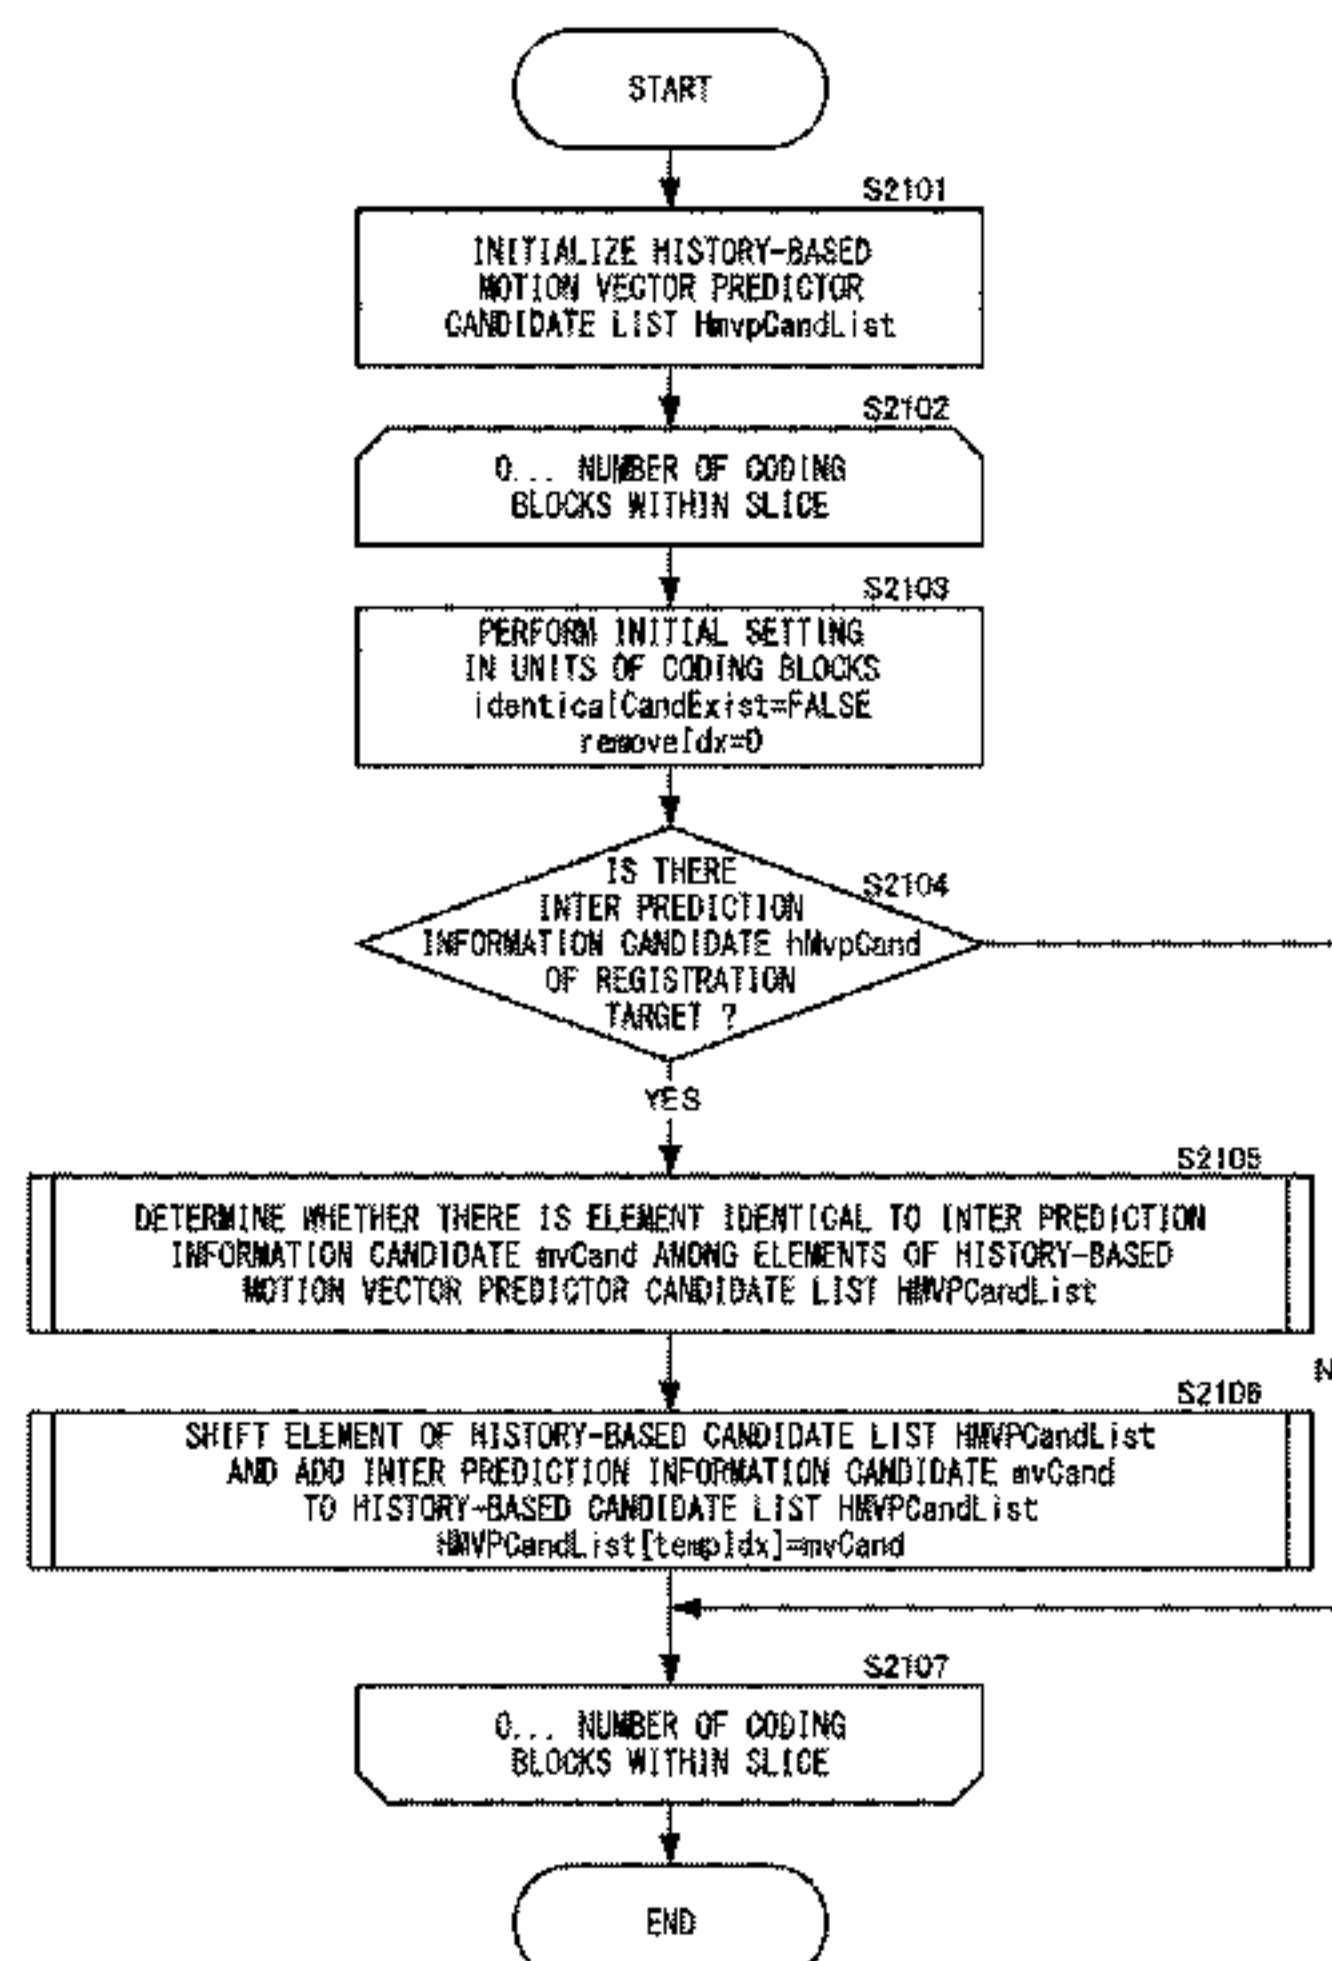 START
S2101
INITIALIZE HISTORY-BASED
MOTION VECTOR PREDICTOR
CANDIDATE LIST HmvpCandList
S2102
0... NUMBER OF CODING
BLOCKS WITHIN SLICE
S2103
PERFORM INITIAL SETTING
IN UNITS OF CODING BLOCKS
identicalCandExist=FALSE
removeIdx=0
S2104
IS THERE
INTER PREDICTION
INFORMATION CANDIDATE hMvpCand
OF REGISTRATION
TARGET ?
YES
S2105
DETERMINE WHETHER THERE IS ELEMENT IDENTICAL TO INTER PREDICTION
INFORMATION CANDIDATE mvCand AMONG ELEMENTS OF HISTORY-BASED
MOTION VECTOR PREDICTOR CANDIDATE LIST HMVPCandList
N
S2106
SHIFT ELEMENT OF HISTORY-BASED CANDIDATE LIST HMVPCandList
AND ADD INTER PREDICTION INFORMATION CANDIDATE mvCand
TO HISTORY-BASED CANDIDATE LIST HMVPCandList
HMVPCandList[tempIdx]=mvCand
S2107
0... NUMBER OF CODING
BLOCKS WITHIN SLICE
END